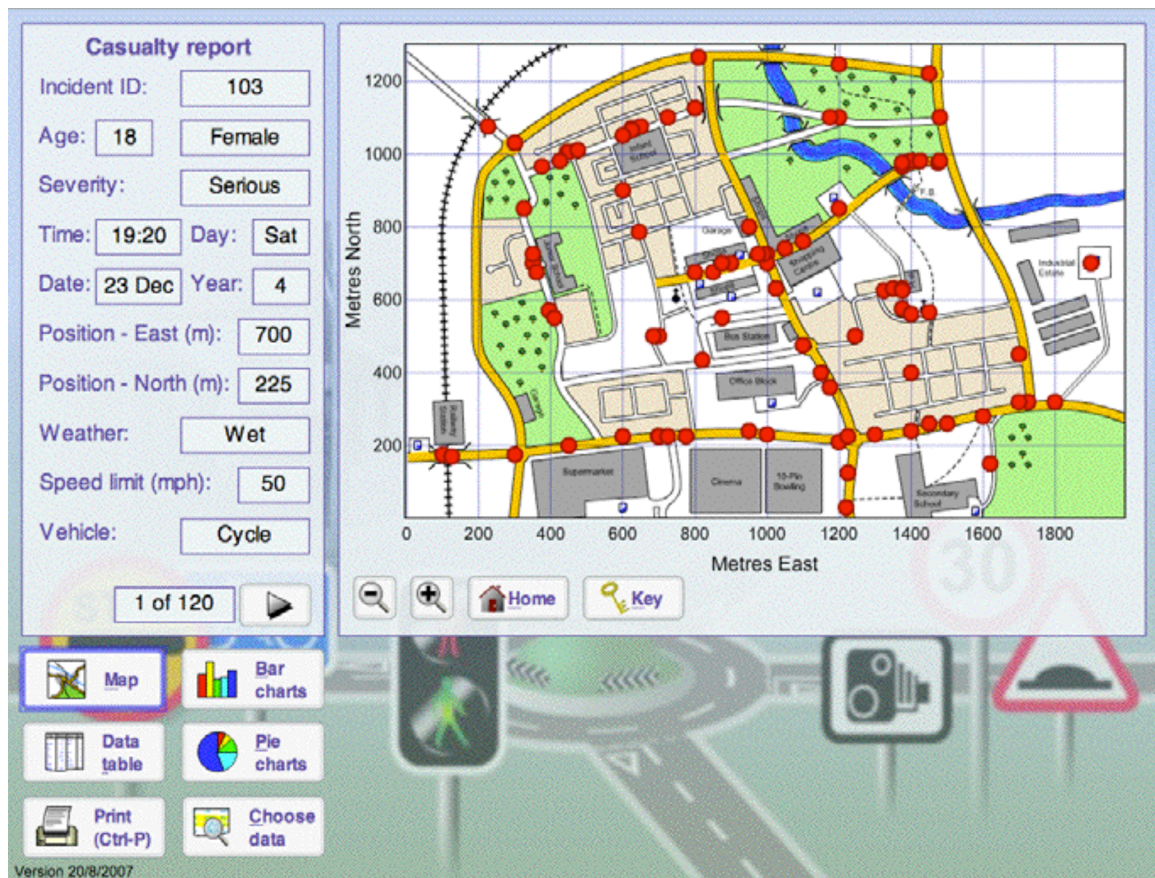 Casualty report
Incident ID: 103
Age: 18 Female
Severity: Serious
Time: 19:20 Day: Sat
Date: 23 Dec Year: 4
Position - East (m): 700
Position - North (m): 225
Weather: Wet
Speed limit (mph): 50
Vehicle: Cycle
1 of 120
Metres North
1200
1000
800
600
400
200
0 200 400 600 800 1000 1200 1400 1600 1800
Metres East
Infant School
F.B.
Garage
Shopping Centre
Industrial Estate
Bus Station
Office Block
Garage
Railway Station
Supermarket
Cinema
10-Pin Bowling
Secondary School
Home
Key
Map
Bar charts
Data table
Pie charts
Print (Ctrl-P)
Choose data
30
Version 20/8/2007